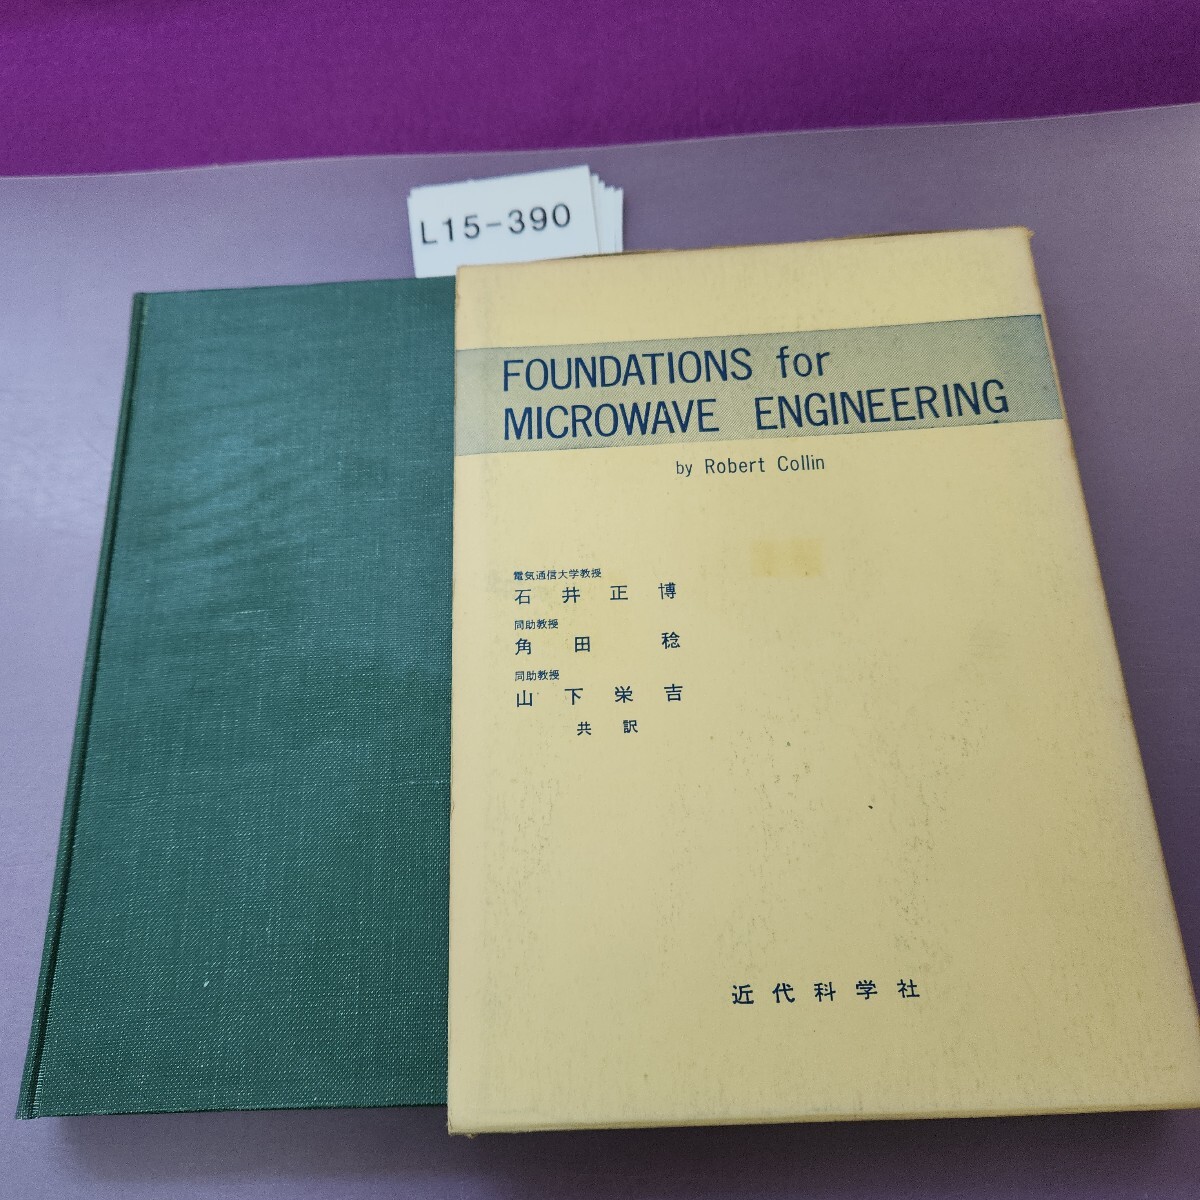 L15-390
FOUNDATIONS for
MICROWAVE ENGINEERING
by Robert Collin
電気通信大学教授
石井正博
同助教授
角田稔
同助教授
山下栄吉
共訳
近代科学社